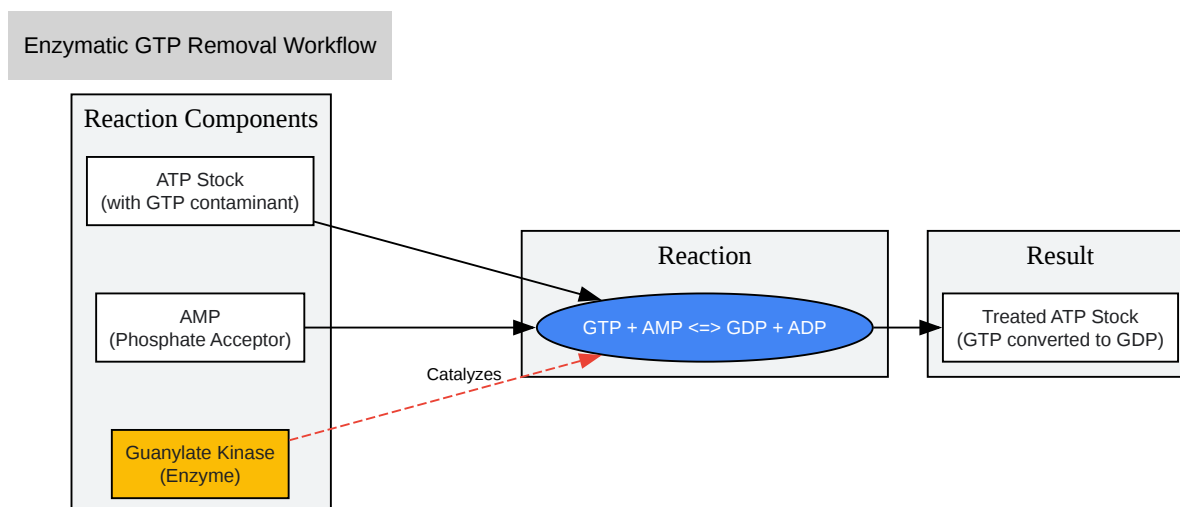 Enzymatic GTP Removal Workflow
Reaction Components
ATP Stock
(with GTP contaminant)
AMP
(Phosphate Acceptor)
Guanylate Kinase
(Enzyme)
Catalyzes
Reaction
GTP + AMP <=> GDP + ADP
Result
Treated ATP Stock
(GTP converted to GDP)